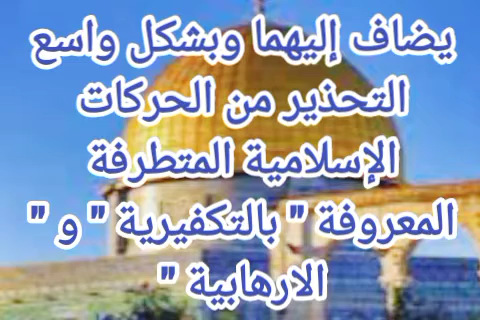 يضاف إليهما وبشكل واسع
التحذير من الحركات
الإسلامية المتطرفة
المعروفة " بالتكفيرية " و "
الارهابية "